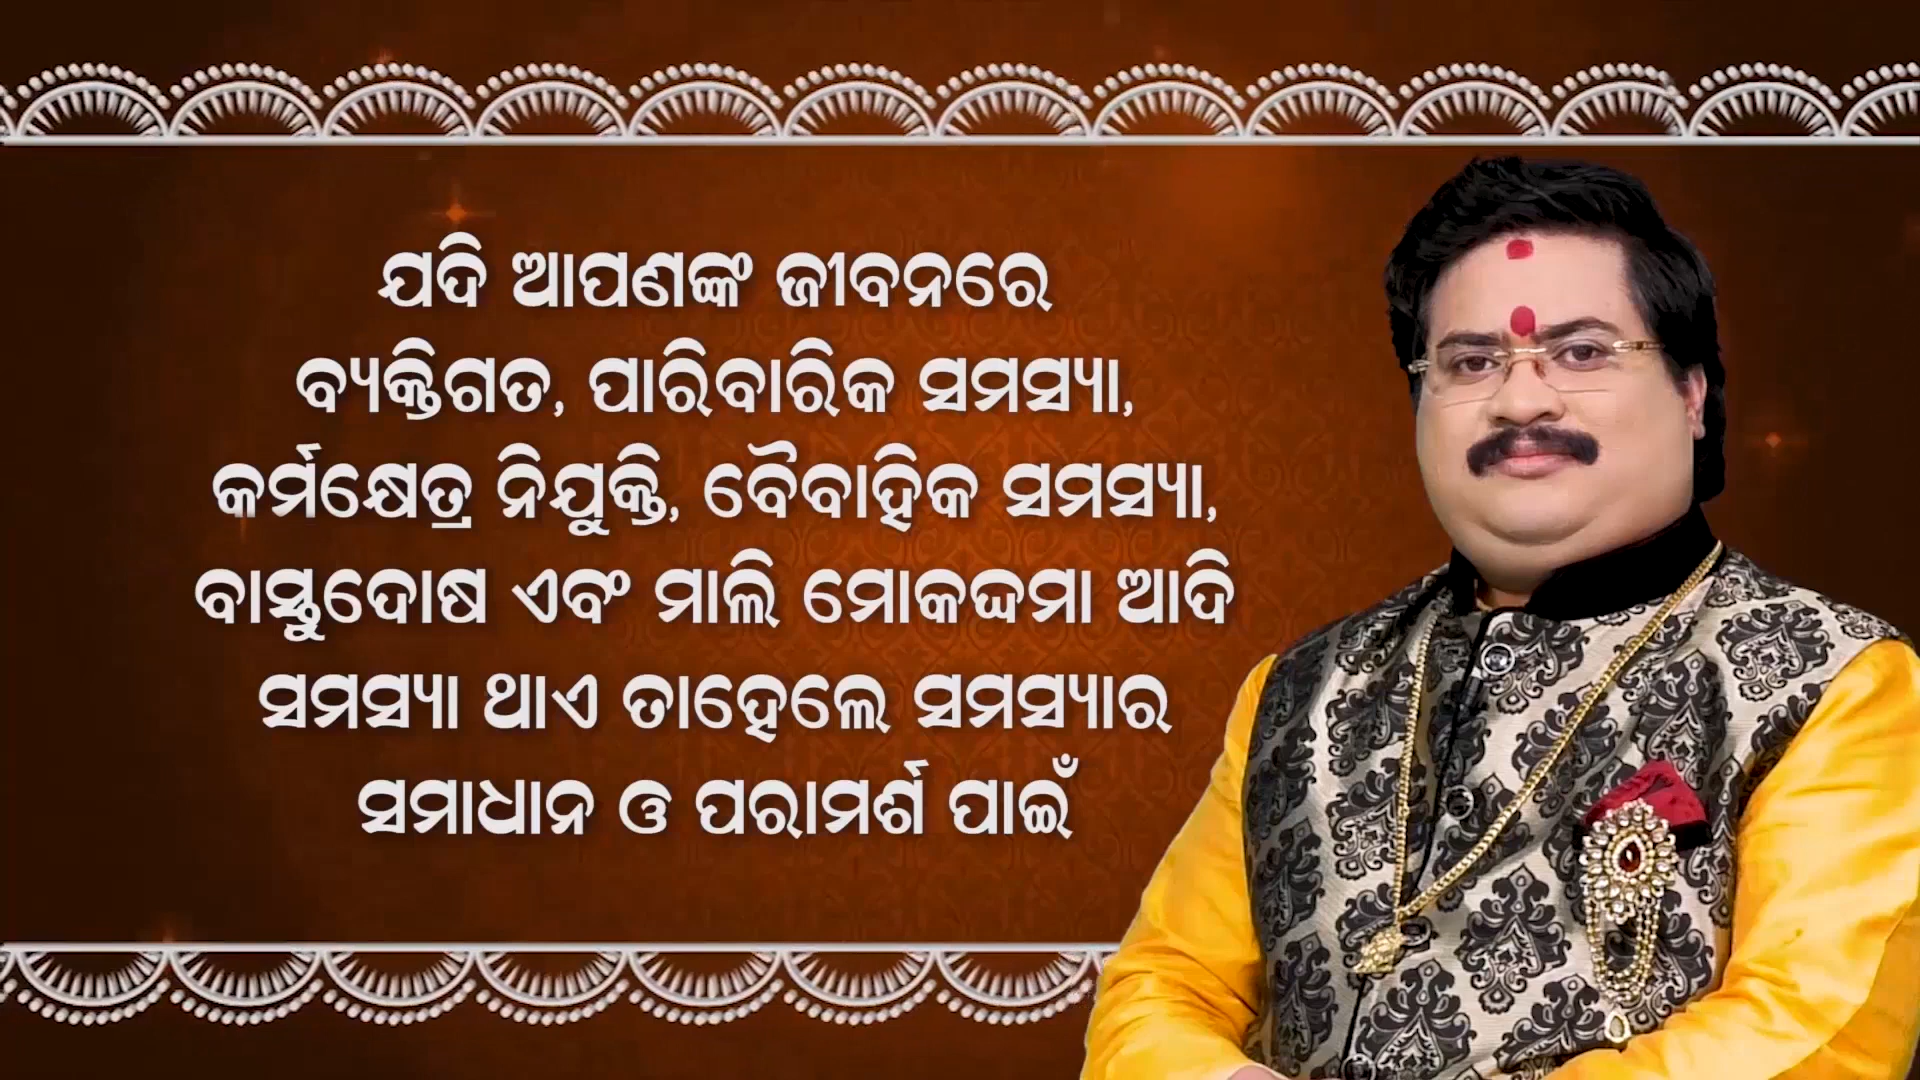 ଯଦି ଆପଣଙ୍କ ଜୀବନରେ
ବ୍ୟକ୍ତିଗତ, ପାରିବାରିକ ସମସ୍ୟା,
କର୍ମକ୍ଷେତ୍ର ନିଯୁକ୍ତି, ବୈବାହିକ ସମସ୍ୟା,
ବାସ୍ତୁଦୋଷ ଏବଂ ମାଲି ମୋକଦ୍ଦମା ଆଦି
ସମସ୍ୟା ଥାଏ ତାହେଲେ ସମସ୍ୟାର
ସମାଧାନ ଓ ପରାମର୍ଶ ପାଇଁ